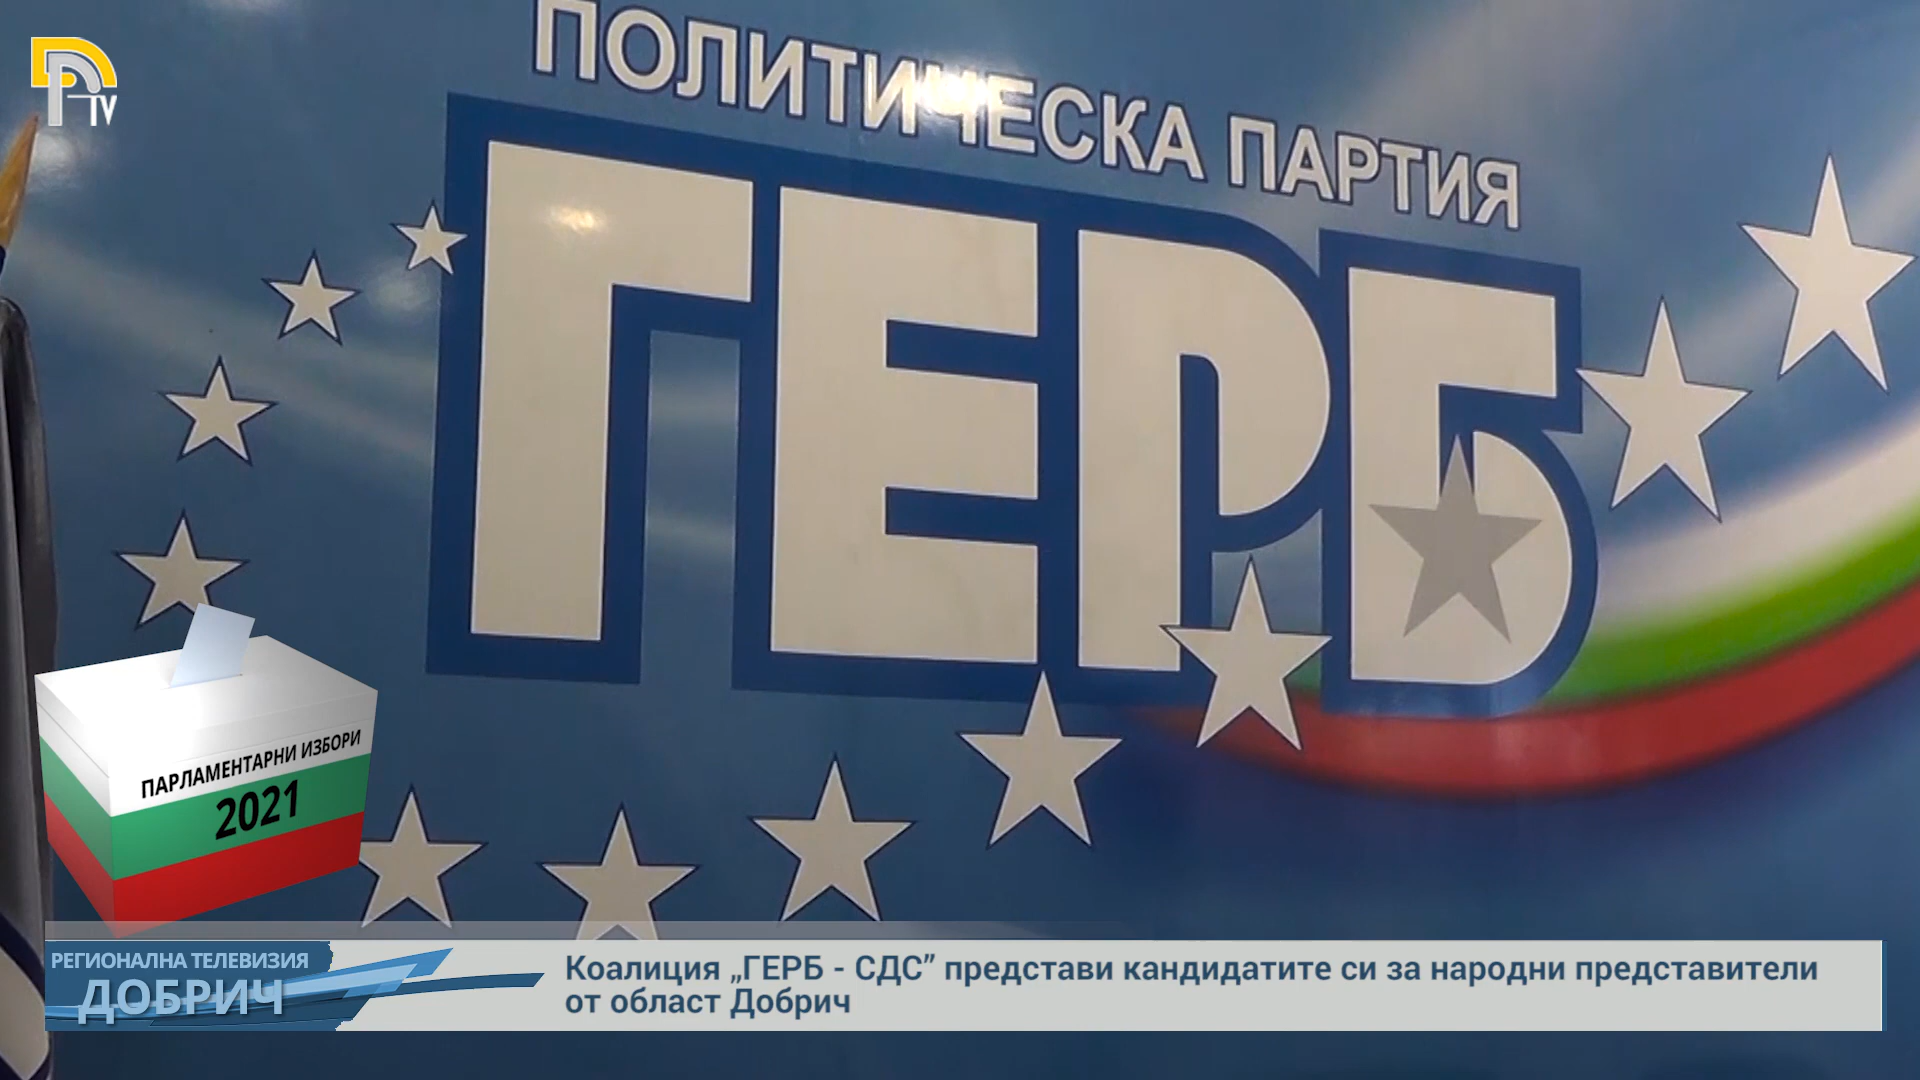 TV
ПОЛИТИЧЕСКА ПАРТИЯ
ГЕРБ
ПАРЛАМЕНТАРНИ ИЗБОРИ
2021
РЕГИОНАЛНА ТЕЛЕВИЗИЯ
ДОБРИЧ
Коалиция „ГЕРБ - СДС” представи кандидатите си за народни представители
от област Добрич